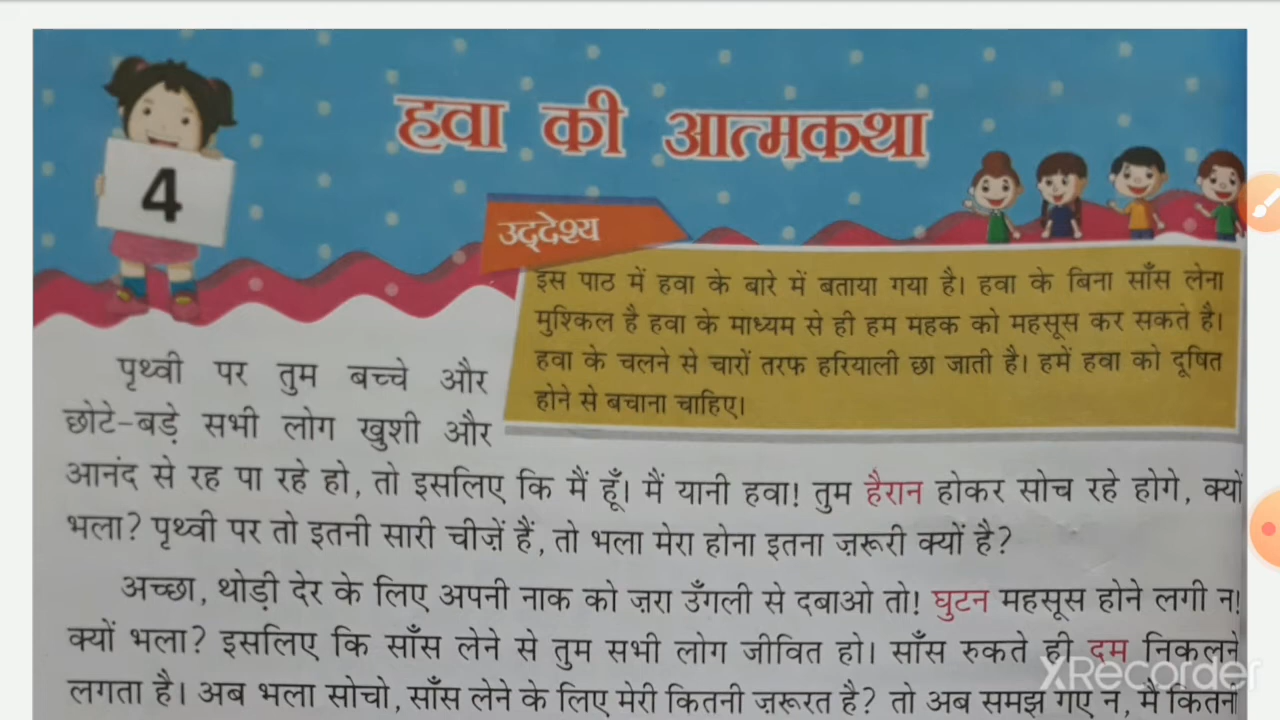 4
हवा की आत्मकथा
उद्देश्य
इस पाठ में हवा के बारे में बताया गया है। हवा के बिना साँस लेना
मुश्किल है हवा के माध्यम से ही हम महक को महसूस कर सकते है।
हवा के चलने से चारों तरफ हरियाली छा जाती है। हमें हवा को दूषित
होने से बचाना चाहिए।
पृथ्वी पर तुम बच्चे और
छोटे-बड़े सभी लोग खुशी और
आनंद से रह पा रहे हो, तो इसलिए कि मैं हूँ। मैं यानी हवा! तुम हैरान होकर सोच रहे होगे, क्यों
भला? पृथ्वी पर तो इतनी सारी चीज़ें हैं, तो भला मेरा होना इतना ज़रूरी क्यों है?
अच्छा, थोड़ी देर के लिए अपनी नाक को ज़रा उँगली से दबाओ तो! घुटन महसूस होने लगी न!
क्यों भला? इसलिए कि साँस लेने से तुम सभी लोग जीवित हो। साँस रुकते ही दम निकलने
लगता है। अब भला सोचो, साँस लेने के लिए मेरी कितनी ज़रूरत है? तो अब समझ गए न, मै कितनी
XRecorder